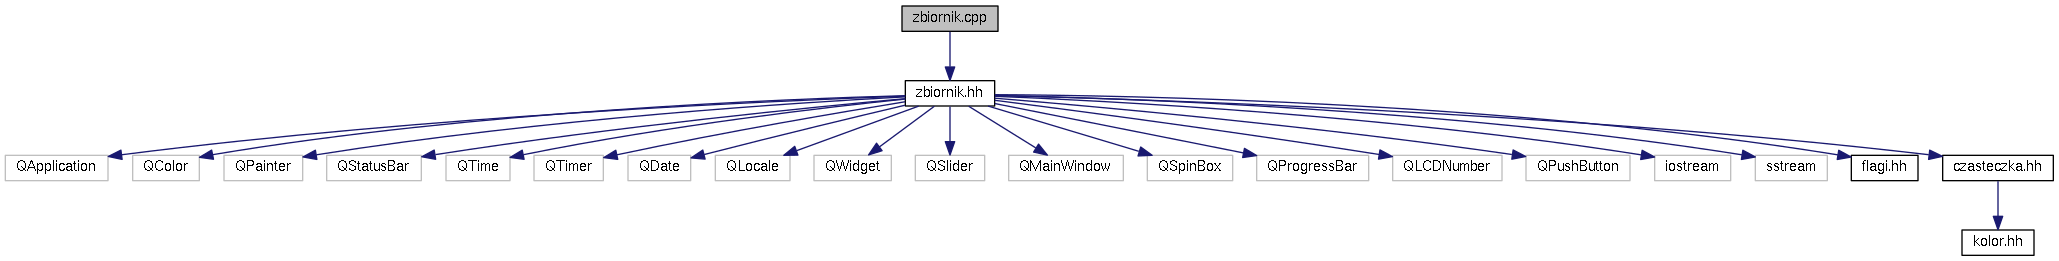 zbiornik.cpp
zbiornik.hh
QApplication
QColor
QPainter
QStatusBar
QTime
QTimer
QDate
QLocale
QWidget
QSlider
QMainWindow
QSpinBox
QProgressBar
QLCDNumber
QPushButton
iostream
sstream
flagi.hh
czasteczka.hh
kolor.hh